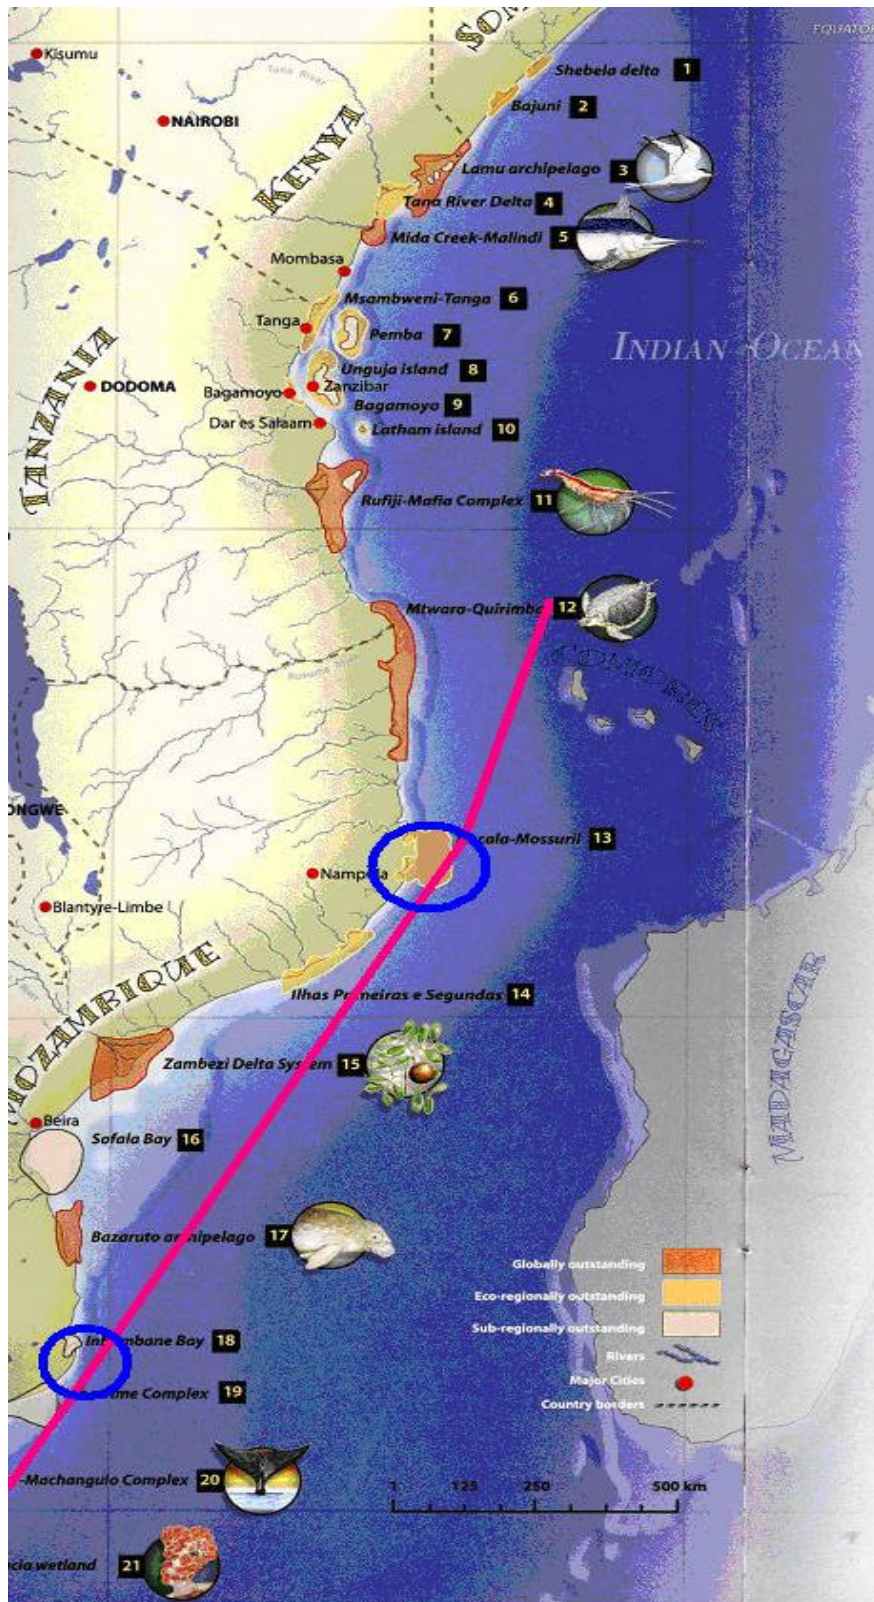 SOM
EQUATOR
Kisumu
Shebela delta 1
Tana River
Bajuni 2
NAIROBI
KENYA
Lamu archipelago 3
Tana River Delta 4
Mida Creek-Malindi 5
Mombasa
Msambweni-Tanga 6
Tanga
Pemba 7
INDIAN OCEAN
TANZANIA
Unguja island 8
DODOMA
Zanzibar
Bagamoyo
Bagamoyo 9
Dar es Salaam
Latham island 10
Rufiji-Mafia Complex 11
Mtwara-Quirimba 12
COMORES
ONGWE
cala-Mossuril 13
Nampula
Blantyre-Limbe
MOZAMBIQUE
MADAGASCAR
Ilhas Primeiras e Segundas 14
Zambezi Delta System 15
Beira
Sofala Bay 16
Bazaruto archipelago 17
Globally outstanding
Eco-regionally outstanding
Sub-regionally outstanding
Inhambane Bay 18
Rivers
Major Cities
Complex 19
Country borders
-Machangulo Complex 20
1 125 250 500 km
cia wetland 21